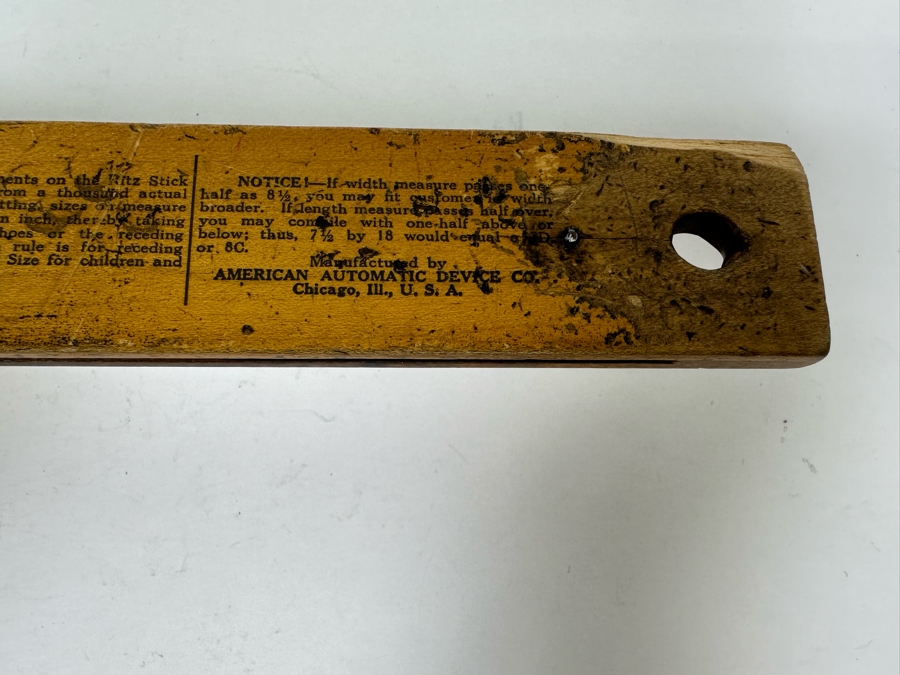 ments on the Ritz Stick
rom a thousand actual
tting sizes on measure
n inch, thereby taking
hoes or the receding
rule is for receding
Size for children and
NOTICE!—If width measure passes one-
half as 8½, you may fit customer width
broader. If length measure passes half over,
you may compile with one-half above or
below; thus, 7½ by 18 would equal
or 8C.
Manufactured by
AMERICAN AUTOMATIC DEVICE CO.
Chicago, Ill., U. S. A.